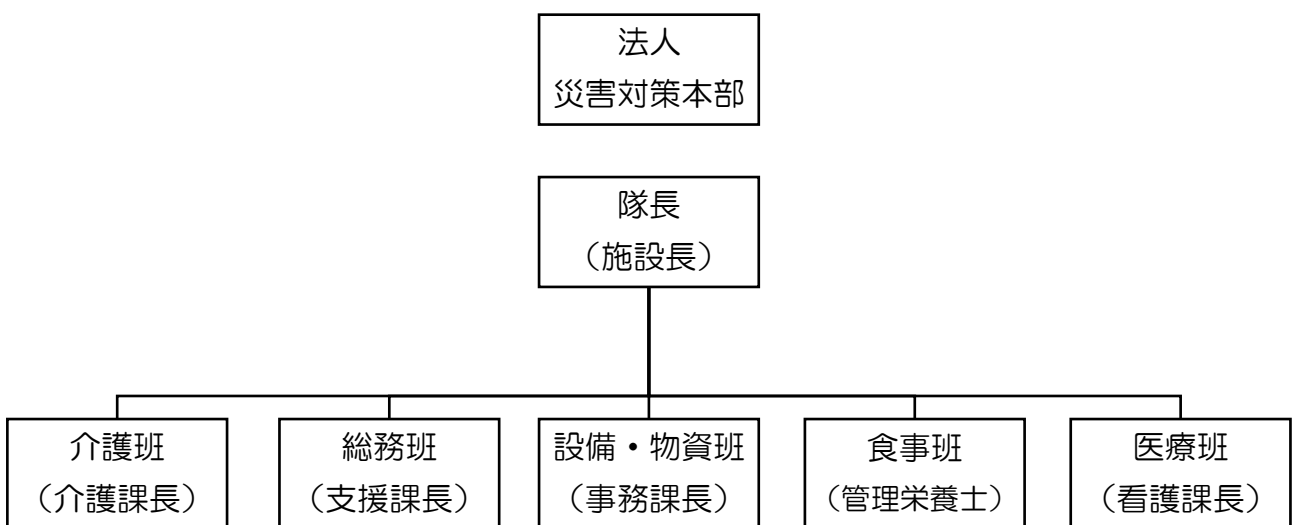 法人
災害対策本部
隊長
（施設長）
介護班
（介護課長）
総務班
（支援課長）
設備・物資班
（事務課長）
食事班
（管理栄養士）
医療班
（看護課長）